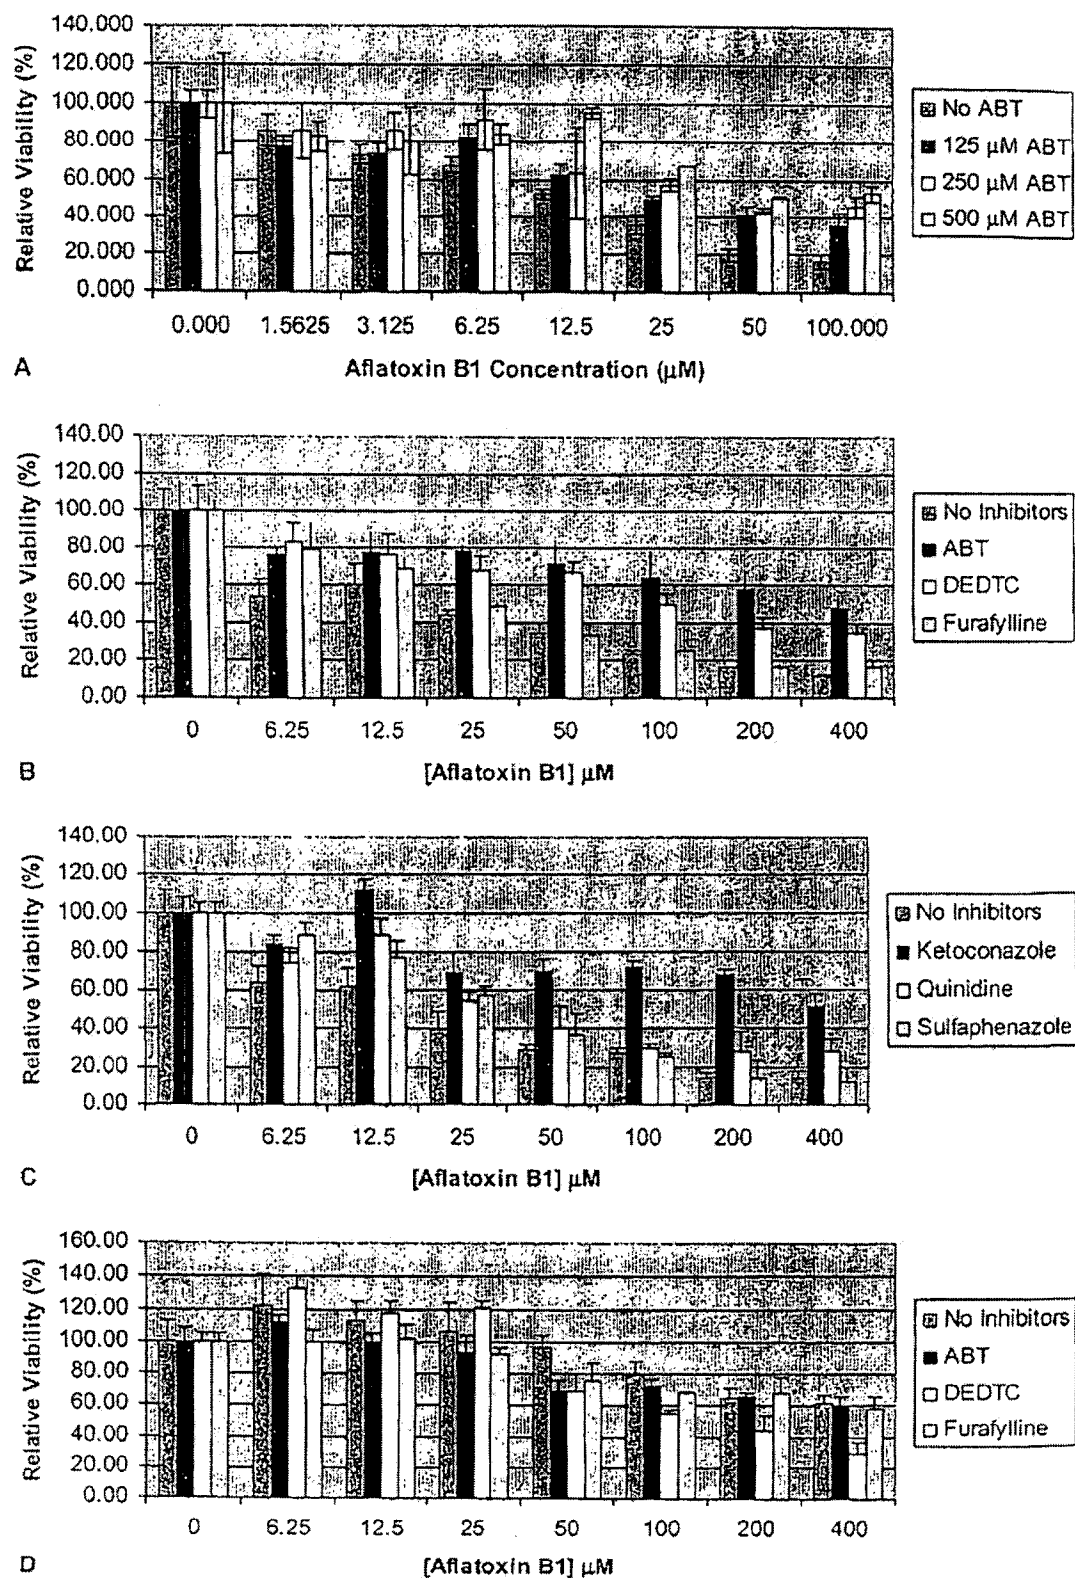 140.000
120.000
100.000
80.000
60.000
40.000
20.000
0.000
Relative Viability (%)
0.000 1.5625 3.125 6.25 12.5 25 50 100.000
Aflatoxin B1 Concentration (µM)
No ABT
125 µM ABT
250 µM ABT
500 µM ABT
A
140.00
120.00
100.00
80.00
60.00
40.00
20.00
0.00
Relative Viability (%)
0 6.25 12.5 25 50 100 200 400
[Aflatoxin B1] µM
No Inhibitors
ABT
DEDTC
Furafylline
B
140.00
120.00
100.00
80.00
60.00
40.00
20.00
0.00
Relative Viability (%)
0 6.25 12.5 25 50 100 200 400
[Aflatoxin B1] µM
No Inhibitors
Ketoconazole
Quinidine
Sulfaphenazole
C
160.00
140.00
120.00
100.00
80.00
60.00
40.00
20.00
0.00
Relative Viability (%)
0 6.25 12.5 25 50 100 200 400
[Aflatoxin B1] µM
No Inhibitors
ABT
DEDTC
Furafylline
D